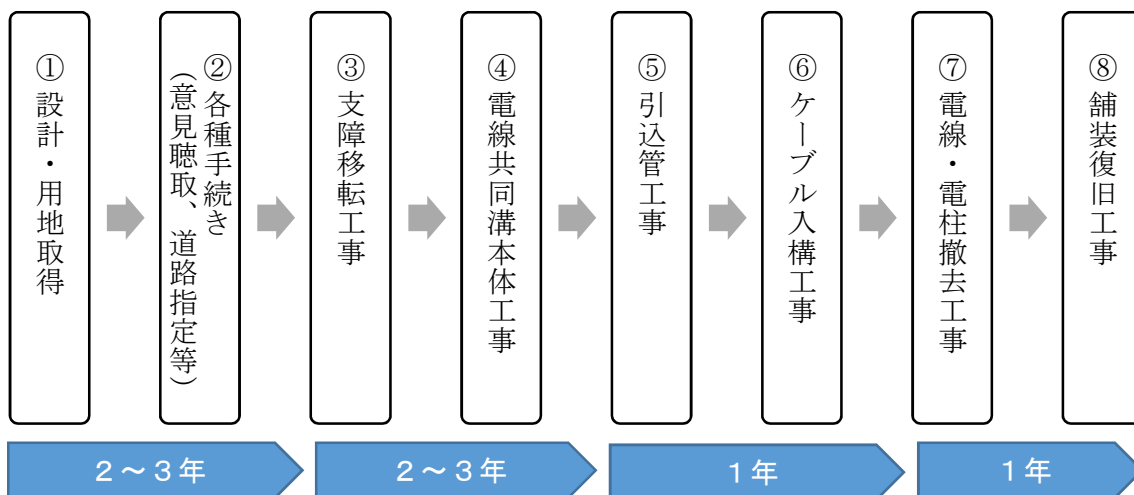 ①設計・用地取得
②各種手続き
(意見聴取、道路指定等)
③支障移転工事
④電線共同溝本体工事
⑤引込管工事
⑥ケーブル入構工事
⑦電線・電柱撤去工事
⑧舗装復旧工事
2～3年
2～3年
1年
1年